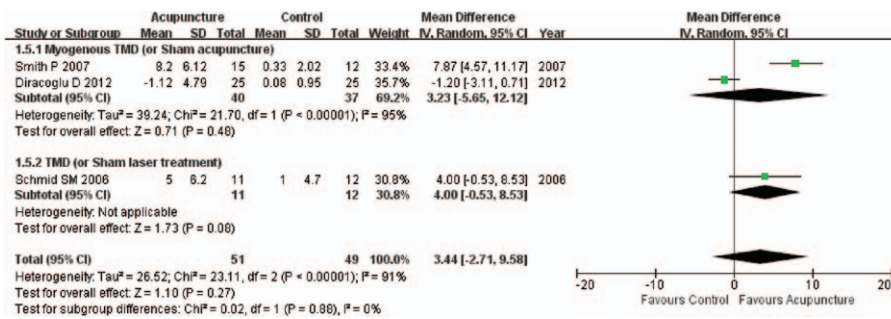 Acupuncture Control Mean Difference Mean Difference
Study or Subgroup Mean SD Total Mean SD Total Weight IV, Random, 95% CI Year IV, Random, 95% CI
1.5.1 Myogenous TMD (or Sham acupuncture)
Smith P 2007 8.2 6.12 15 0.33 2.02 12 33.4% 7.87 [4.57, 11.17] 2007
Diracoglu D 2012 -1.12 4.79 25 0.08 0.95 25 35.7% -1.20 [-3.11, 0.71] 2012
Subtotal (95% CI) 40 37 69.2% 3.23 [-5.65, 12.12]
Heterogeneity: Tau² = 39.24; Chi² = 21.70, df = 1 (P < 0.00001); I² = 95%
Test for overall effect: Z = 0.71 (P = 0.48)
1.5.2 TMD (or Sham laser treatment)
Schmid SM 2006 5 6.2 11 1 4.7 12 30.8% 4.00 [-0.53, 8.53] 2006
Subtotal (95% CI) 11 12 30.8% 4.00 [-0.53, 8.53]
Heterogeneity: Not applicable
Test for overall effect: Z = 1.73 (P = 0.08)
Total (95% CI) 51 49 100.0% 3.44 [-2.71, 9.58]
Heterogeneity: Tau² = 26.52; Chi² = 23.11, df = 2 (P < 0.00001); I² = 91%
Test for overall effect: Z = 1.10 (P = 0.27)
Test for subgroup differences: Chi² = 0.02, df = 1 (P = 0.88), I² = 0%
-20 -10 0 10 20
Favours Control Favours Acupuncture